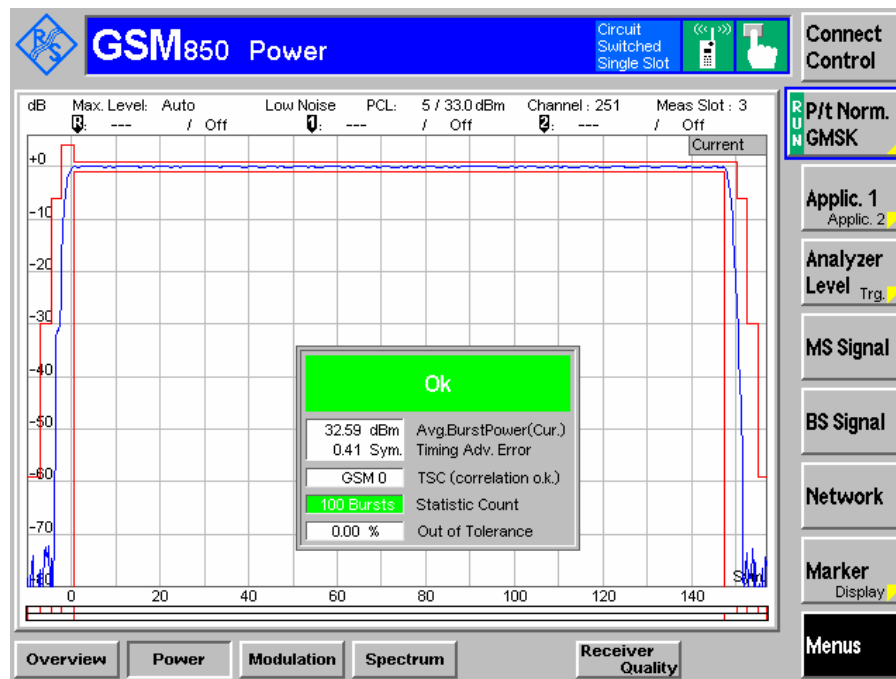 R&S
GSM850 Power
Circuit
Switched
Single Slot
Connect
Control
dB Max. Level: Auto Low Noise PCL: 5 / 33.0 dBm Channel : 251 Meas Slot : 3
R: --- / Off 1: --- / Off 2: --- / Off
Current
RUN
P/t Norm.
GMSK
Applic. 1
Applic. 2
Analyzer
Level Trg.
MS Signal
BS Signal
Network
Marker
Display
Menus
+0
-10
-20
-30
-40
-50
-60
-70
-80
Ok
32.59 dBm Avg.BurstPower(Cur.)
0.41 Sym. Timing Adv. Error
GSM 0 TSC (correlation o.k.)
100 Bursts Statistic Count
0.00 % Out of Tolerance
0 20 40 60 80 100 120 140
Overview Power Modulation Spectrum Receiver
Quality